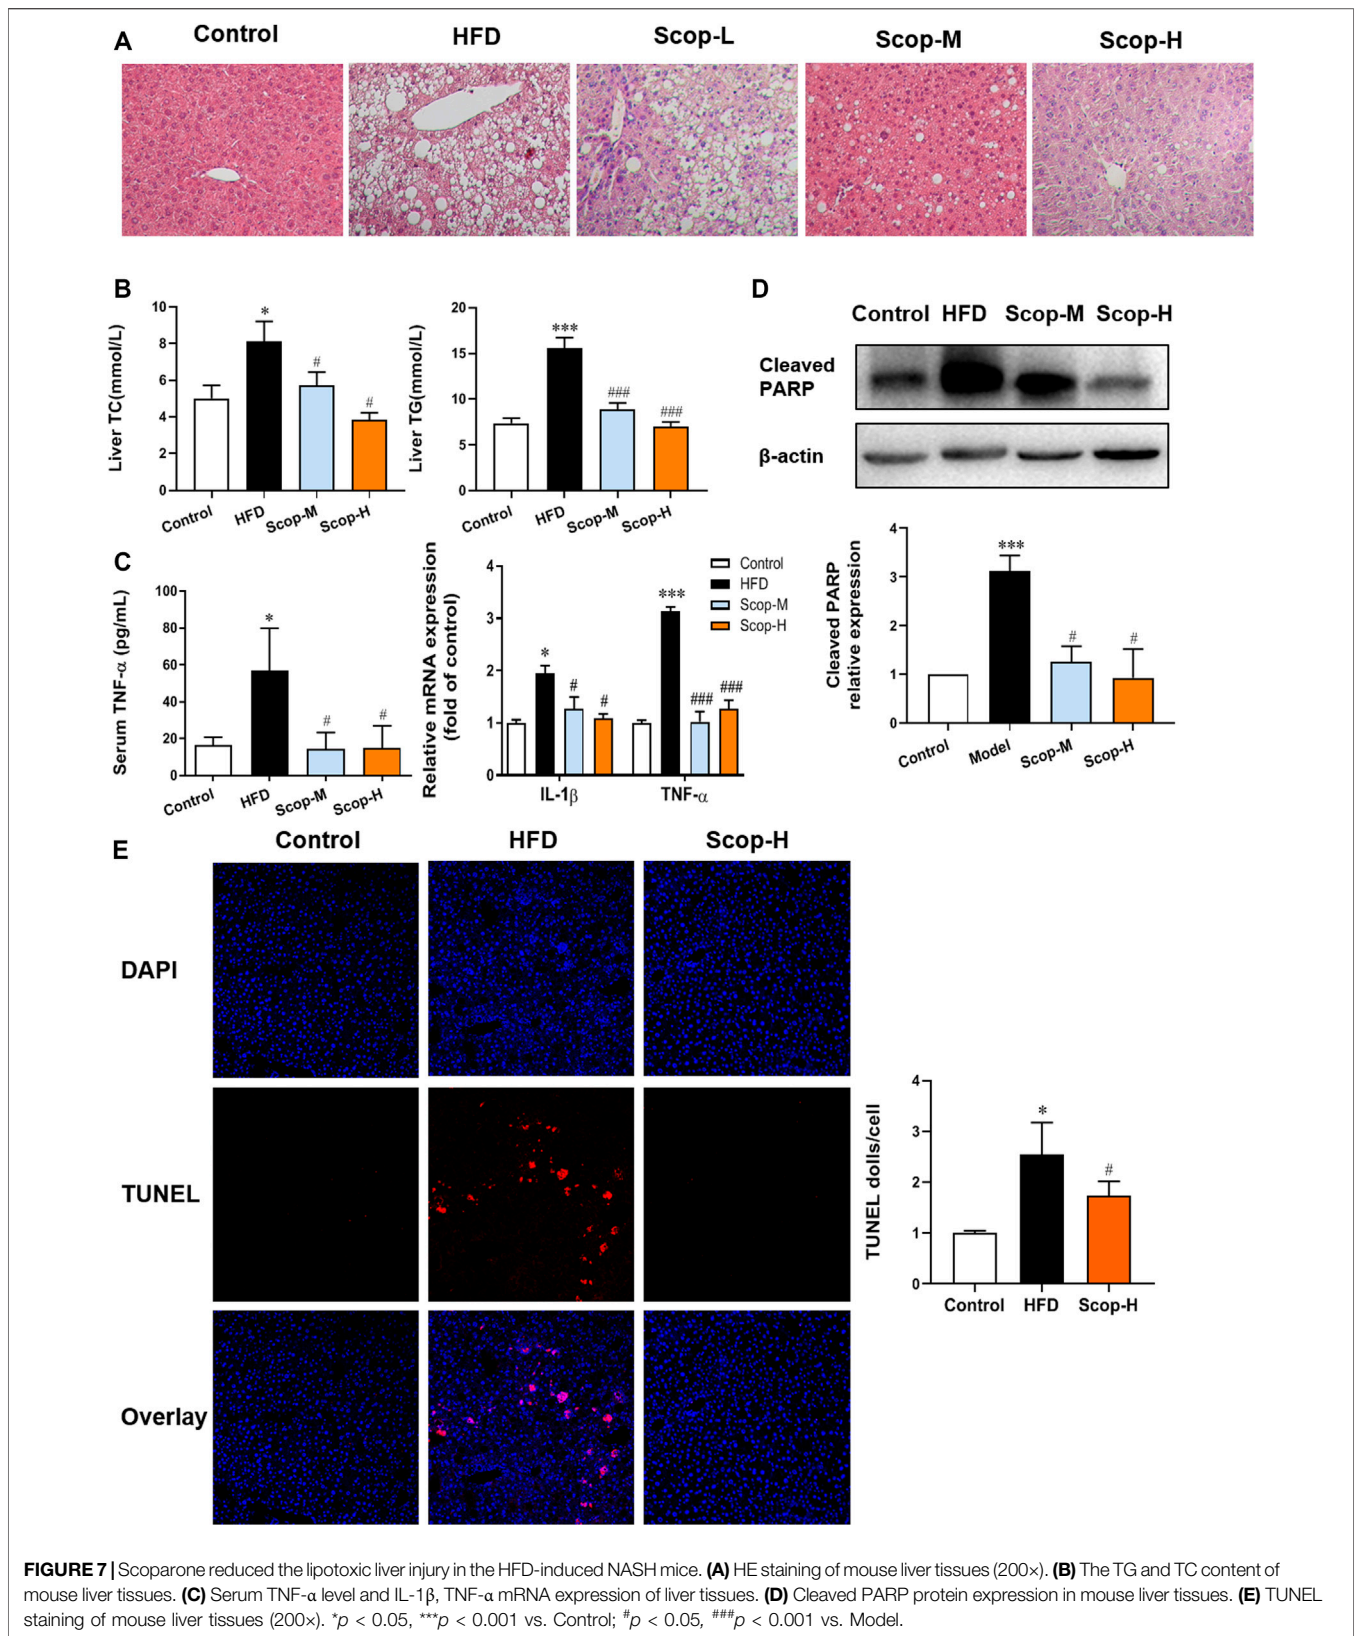 A
Control
HFD
Scop-L
Scop-M
Scop-H
B
Liver TC(mmol/L)
10
8
6
4
2
0
*
#
#
Control
HFD
Scop-M
Scop-H
Liver TG(mmol/L)
20
15
10
5
0
***
###
###
Control
HFD
Scop-M
Scop-H
D
Control HFD Scop-M Scop-H
Cleaved
PARP
β-actin
Cleaved PARP
relative expression
4
3
2
1
0
***
#
#
Control
Model
Scop-M
Scop-H
C
Serum TNF-α (pg/mL)
100
80
60
40
20
0
*
#
#
Control
HFD
Scop-M
Scop-H
Relative mRNA expression
(fold of control)
4
3
2
1
0
*
#
#
***
###
###
IL-1β
TNF-α
Control
HFD
Scop-M
Scop-H
E
Control
HFD
Scop-H
DAPI
TUNEL
Overlay
TUNEL dolls/cell
4
3
2
1
0
*
#
Control
HFD
Scop-H
FIGURE 7 | Scoparone reduced the lipotoxic liver injury in the HFD-induced NASH mice. (A) HE staining of mouse liver tissues (200×). (B) The TG and TC content of
mouse liver tissues. (C) Serum TNF-α level and IL-1β, TNF-α mRNA expression of liver tissues. (D) Cleaved PARP protein expression in mouse liver tissues. (E) TUNEL
staining of mouse liver tissues (200×). *p < 0.05, ***p < 0.001 vs. Control; #p < 0.05, ###p < 0.001 vs. Model.